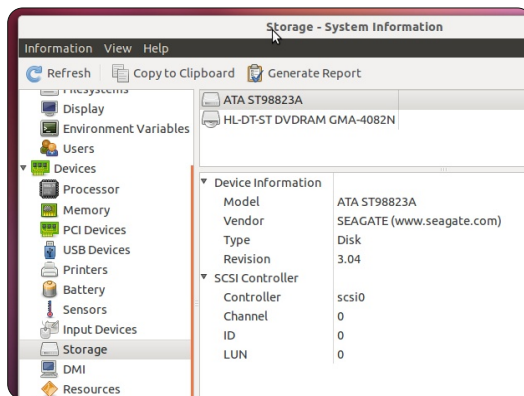 Storage - System Information
Information View Help
Refresh Copy to Clipboard Generate Report
Filesystems
Display
Environment Variables
Users
Devices
Processor
Memory
PCI Devices
USB Devices
Printers
Battery
Sensors
Input Devices
Storage
DMI
Resources
ATA ST98823A
HL-DT-ST DVDRAM GMA-4082N
Device Information
Model ATA ST98823A
Vendor SEAGATE (www.seagate.com)
Type Disk
Revision 3.04
SCSI Controller
Controller scsi0
Channel 0
ID 0
LUN 0